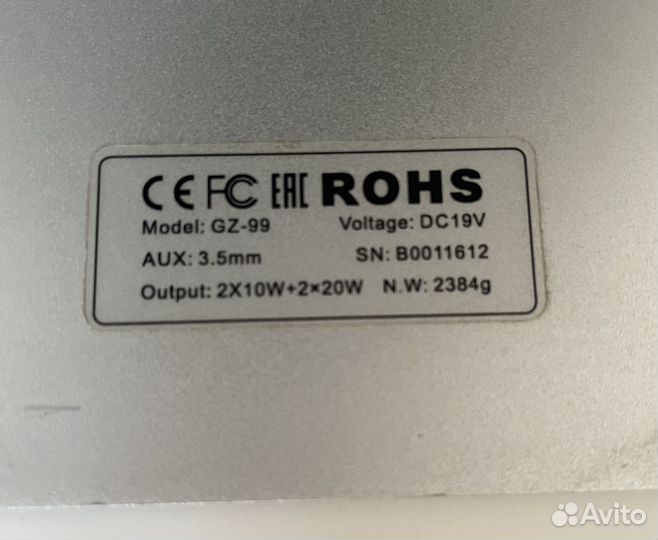 CE FC EAC ROHS
Model: GZ-99 Voltage: DC19V
AUX: 3.5mm SN: B0011612
Output: 2X10W+2×20W N.W: 2384g
Avito